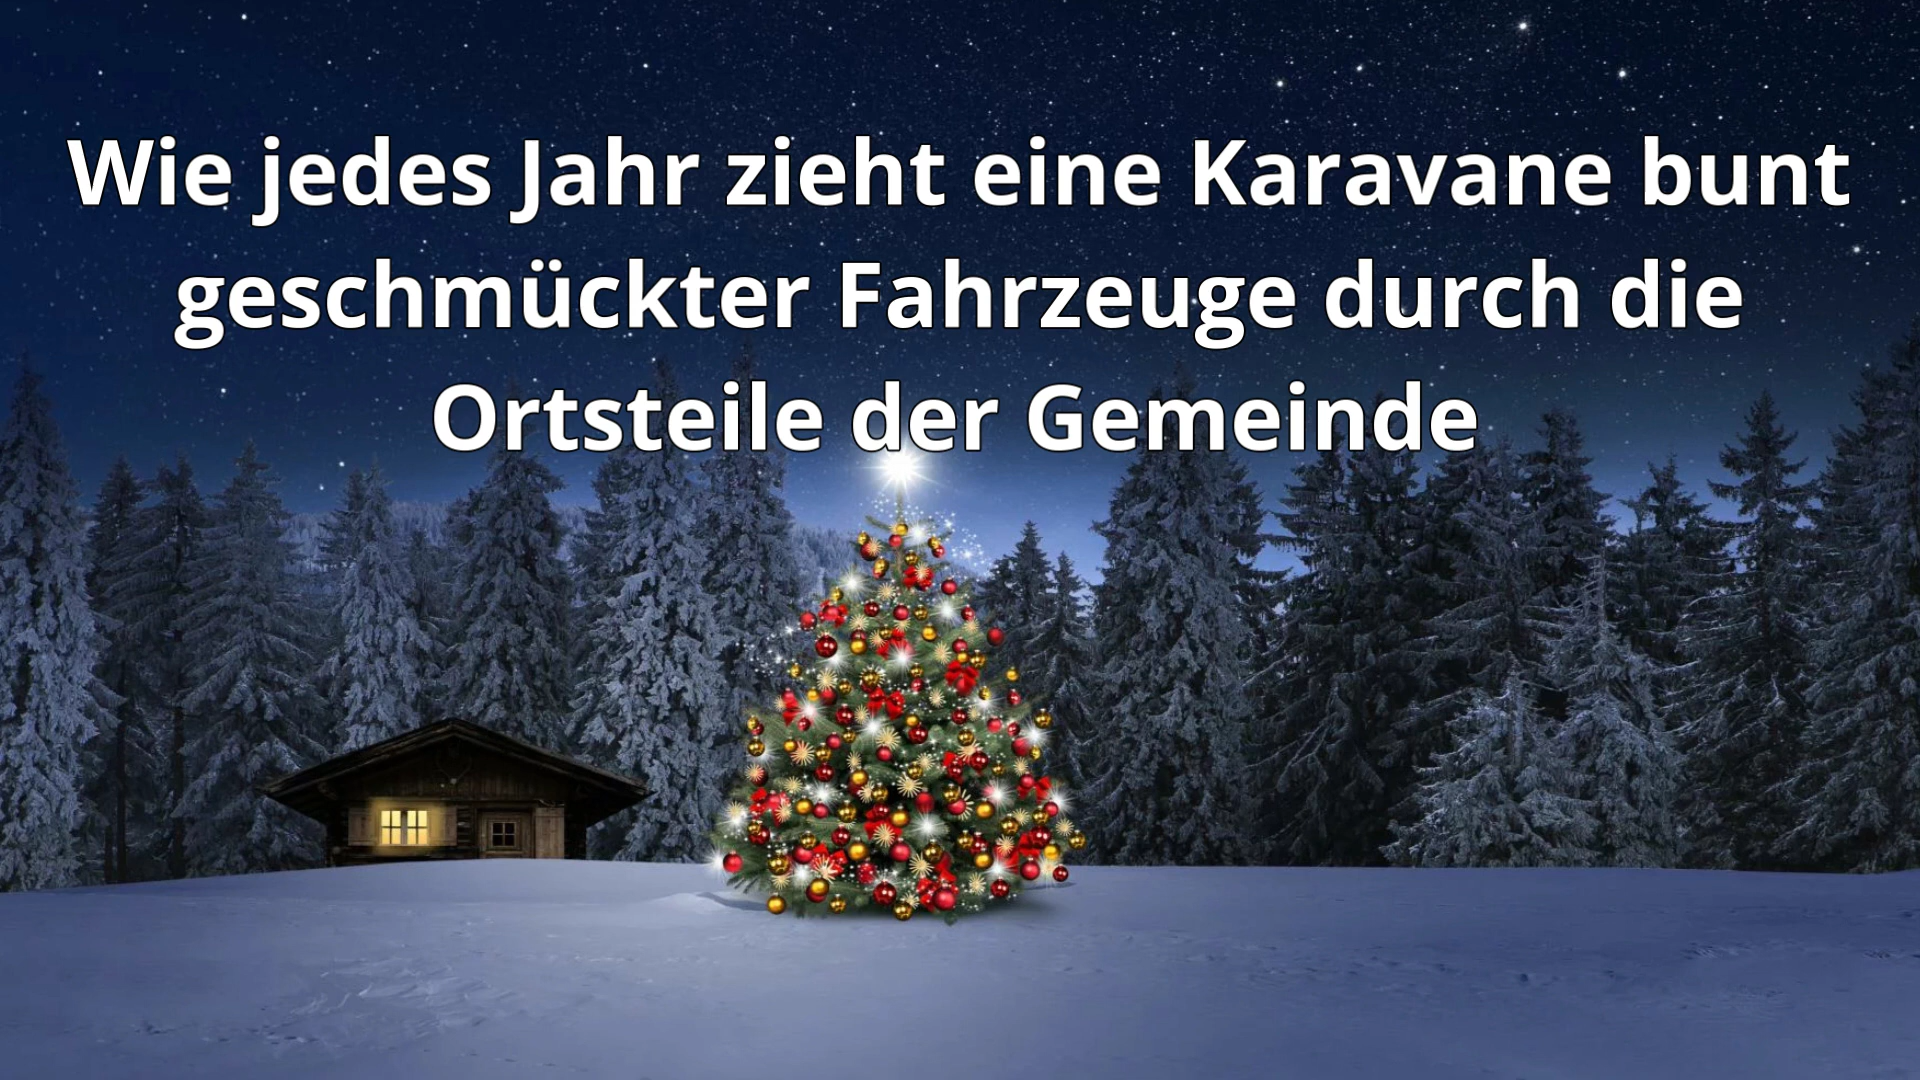 Wie jedes Jahr zieht eine Karavane bunt
geschmückter Fahrzeuge durch die
Ortsteile der Gemeinde